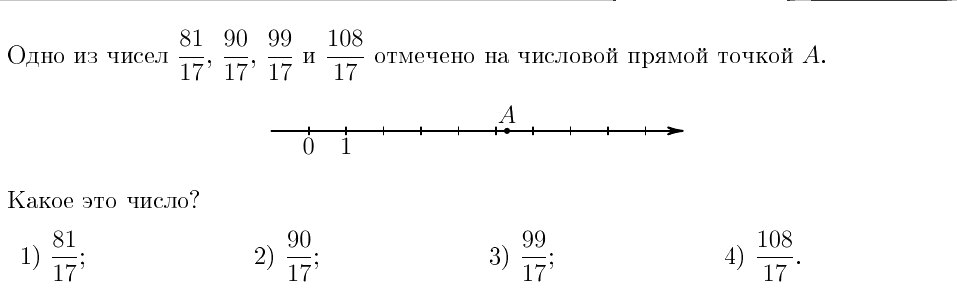 Одно из чисел 81/17, 90/17, 99/17 и 108/17 отмечено на числовой прямой точкой A.
A
0 1
Какое это число?
1) 81/17; 2) 90/17; 3) 99/17; 4) 108/17.